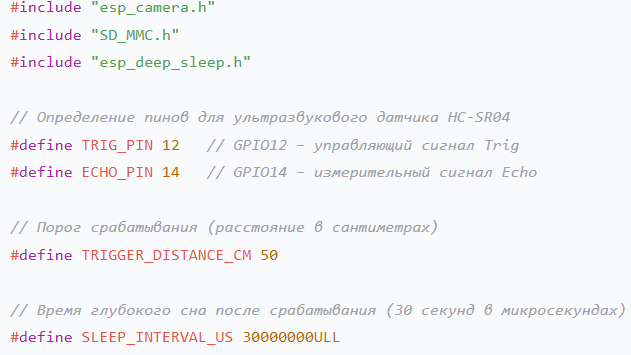 #include "esp_camera.h"
#include "SD_MMC.h"
#include "esp_deep_sleep.h"
// Определение пинов для ультразвукового датчика HC-SR04
#define TRIG_PIN 12   // GPIO12 – управляющий сигнал Trig
#define ECHO_PIN 14   // GPIO14 – измерительный сигнал Echo
// Порог срабатывания (расстояние в сантиметрах)
#define TRIGGER_DISTANCE_CM 50
// Время глубокого сна после срабатывания (30 секунд в микросекундах)
#define SLEEP_INTERVAL_US 30000000ULL